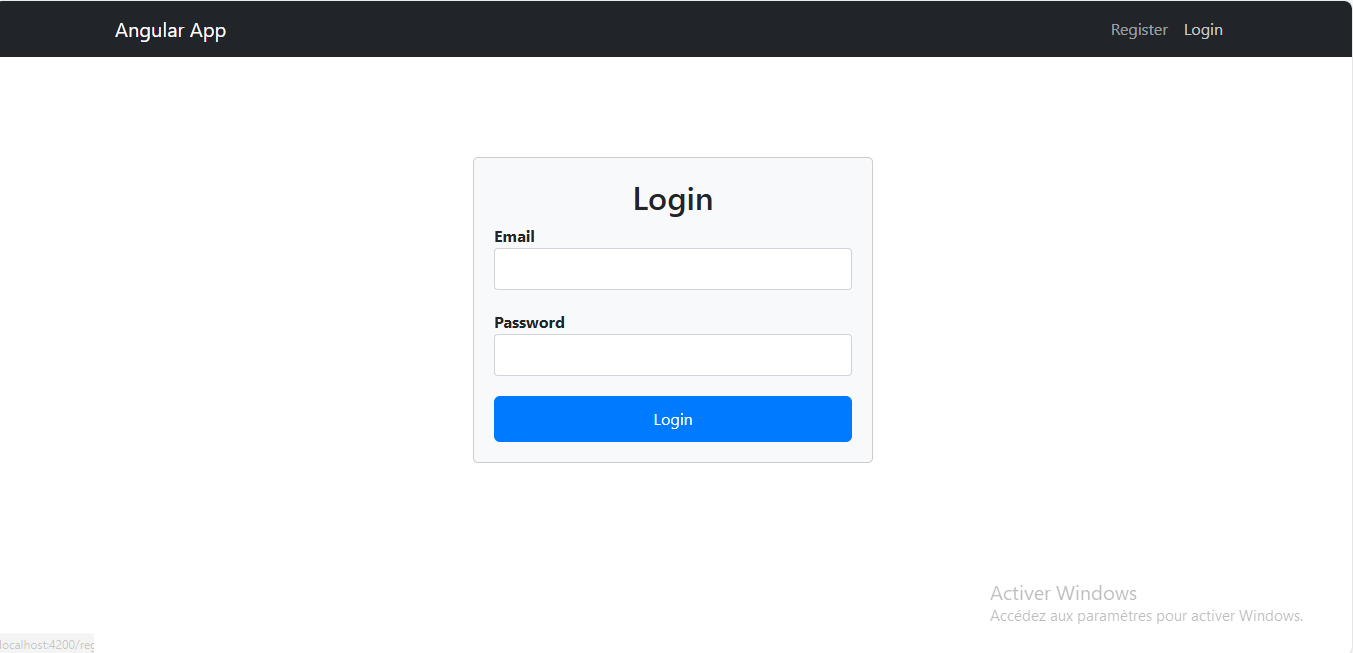 Angular App
Register Login
Login
Email
Password
Login
Activer Windows
Accédez aux paramètres pour activer Windows.
localhost:4200/reg